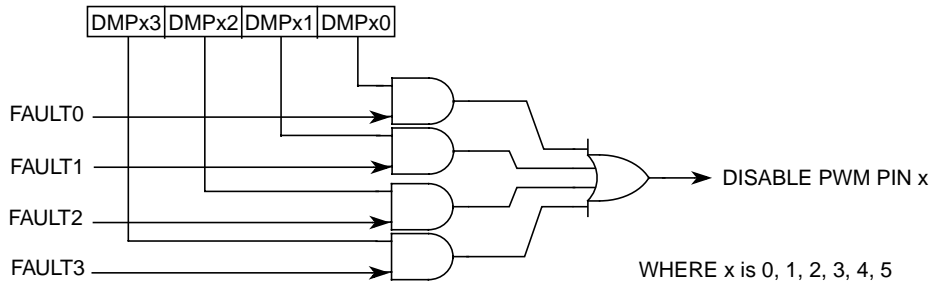 DMPx3 DMPx2 DMPx1 DMPx0
FAULT0
FAULT1
DISABLE PWM PIN x
FAULT2
FAULT3
WHERE x is 0, 1, 2, 3, 4, 5